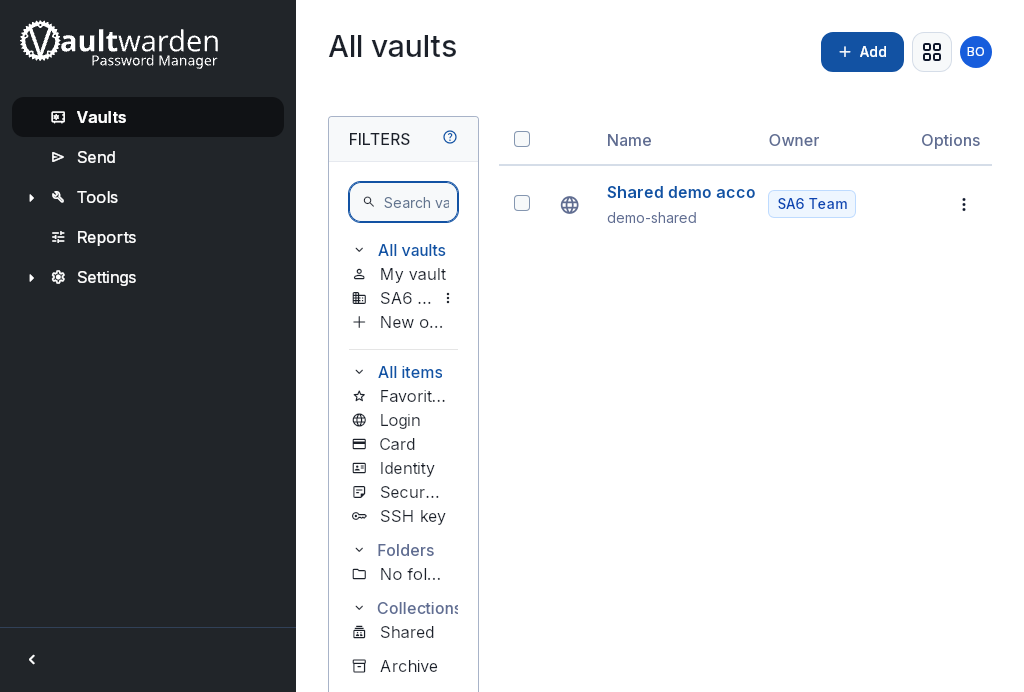 Vaultwarden
Password Manager
Vaults
Send
Tools
Reports
Settings
All vaults
Add
BO
FILTERS
Search va
All vaults
My vault
SA6 ...
New o...
All items
Favorit...
Login
Card
Identity
Secur...
SSH key
Folders
No fol...
Collections
Shared
Archive
Name Owner Options
Shared demo acco
SA6 Team
demo-shared